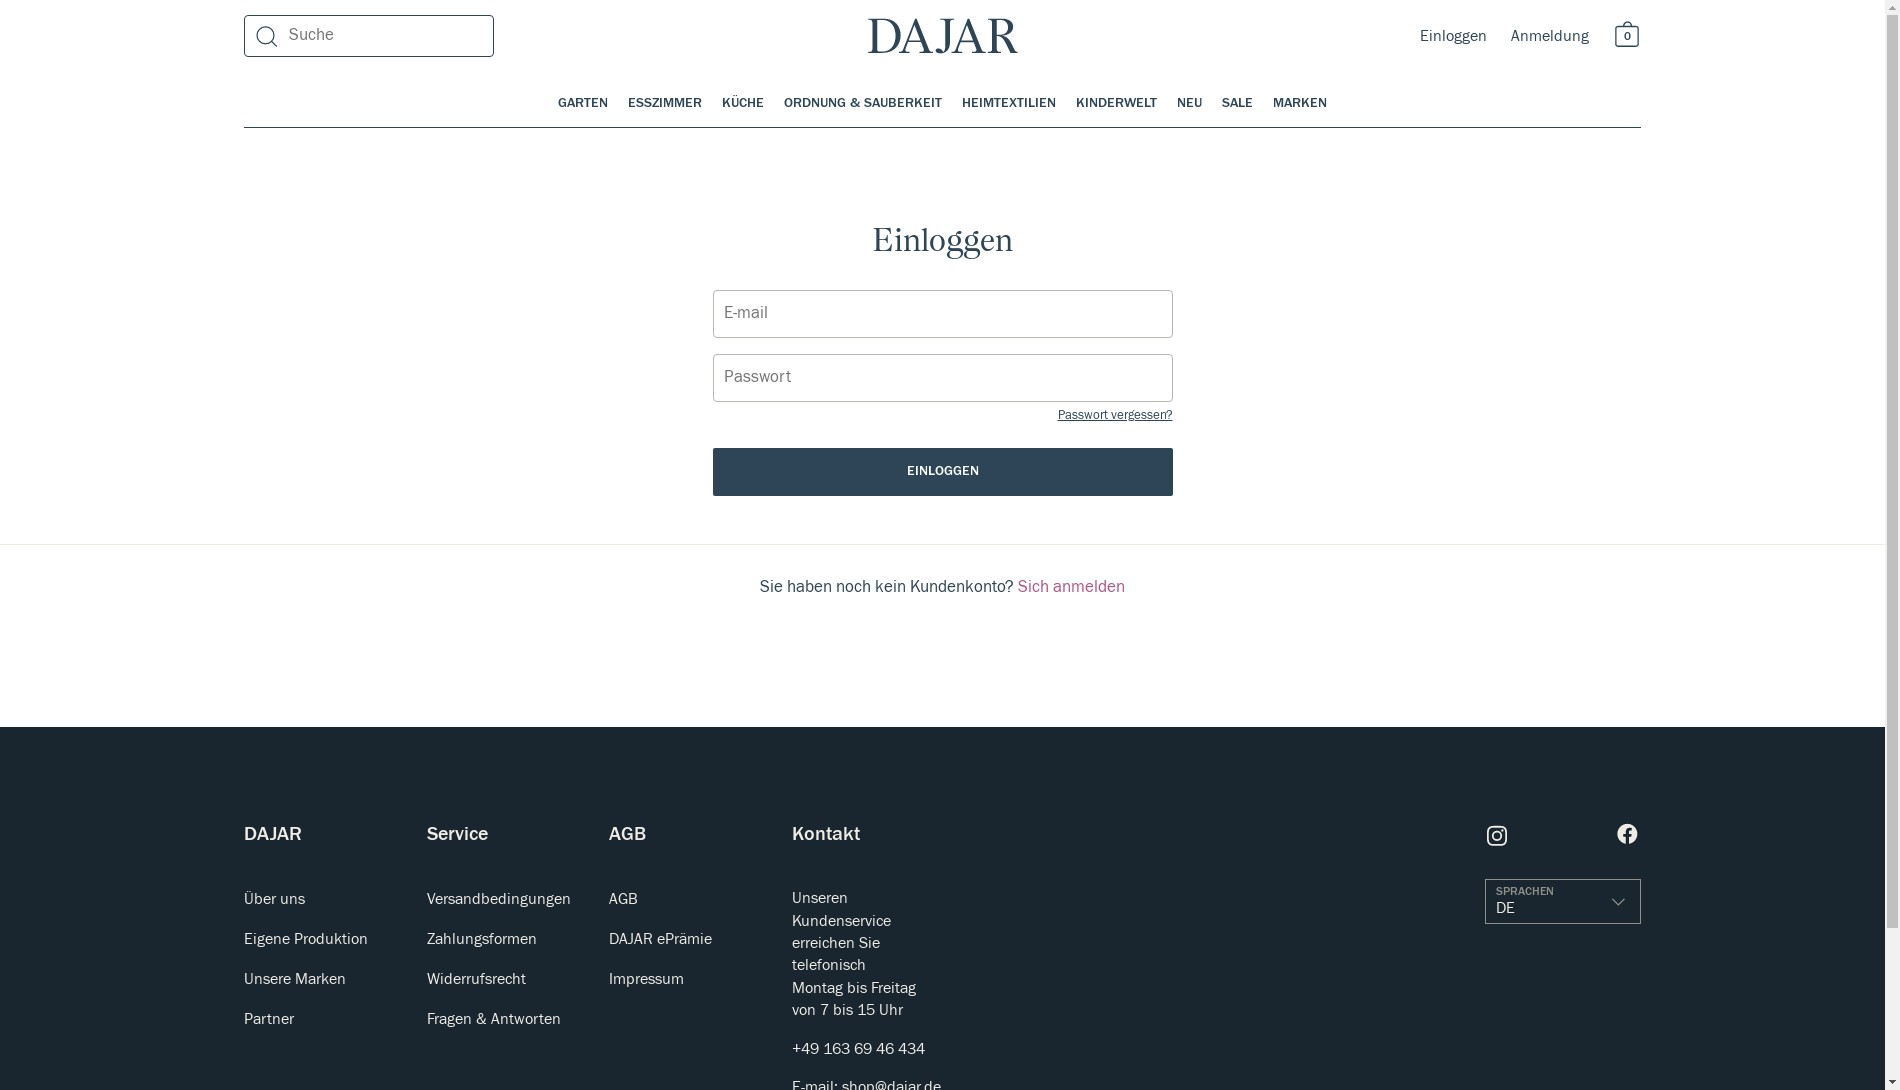 Suche
DAJAR
Einloggen
Anmeldung
0
GARTEN
ESSZIMMER
KÜCHE
ORDNUNG & SAUBERKEIT
HEIMTEXTILIEN
KINDERWELT
NEU
SALE
MARKEN
Einloggen
E-mail
Passwort
Passwort vergessen?
EINLOGGEN
Sie haben noch kein Kundenkonto? Sich anmelden
DAJAR
Über uns
Eigene Produktion
Unsere Marken
Partner
Service
Versandbedingungen
Zahlungsformen
Widerrufsrecht
Fragen & Antworten
AGB
AGB
DAJAR ePrämie
Impressum
Kontakt
Unseren
Kundenservice
erreichen Sie
telefonisch
Montag bis Freitag
von 7 bis 15 Uhr
+49 163 69 46 434
E-mail: shop@dajar.de
SPRACHEN
DE